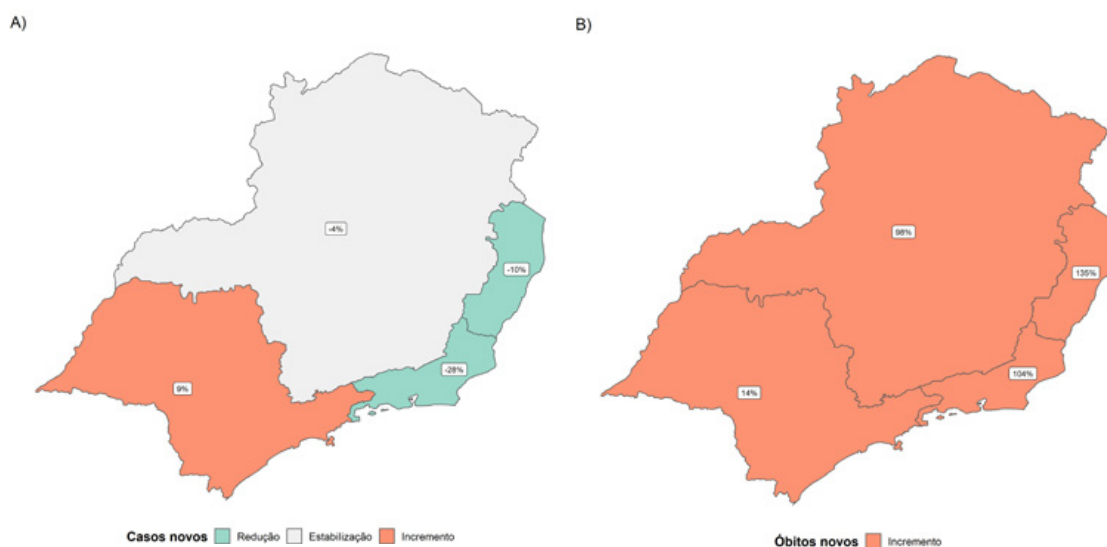 A)
B)
-4%
-10%
-28%
9%
98%
135%
104%
14%
Casos novos Redução Estabilização Incremento
Óbitos novos Incremento